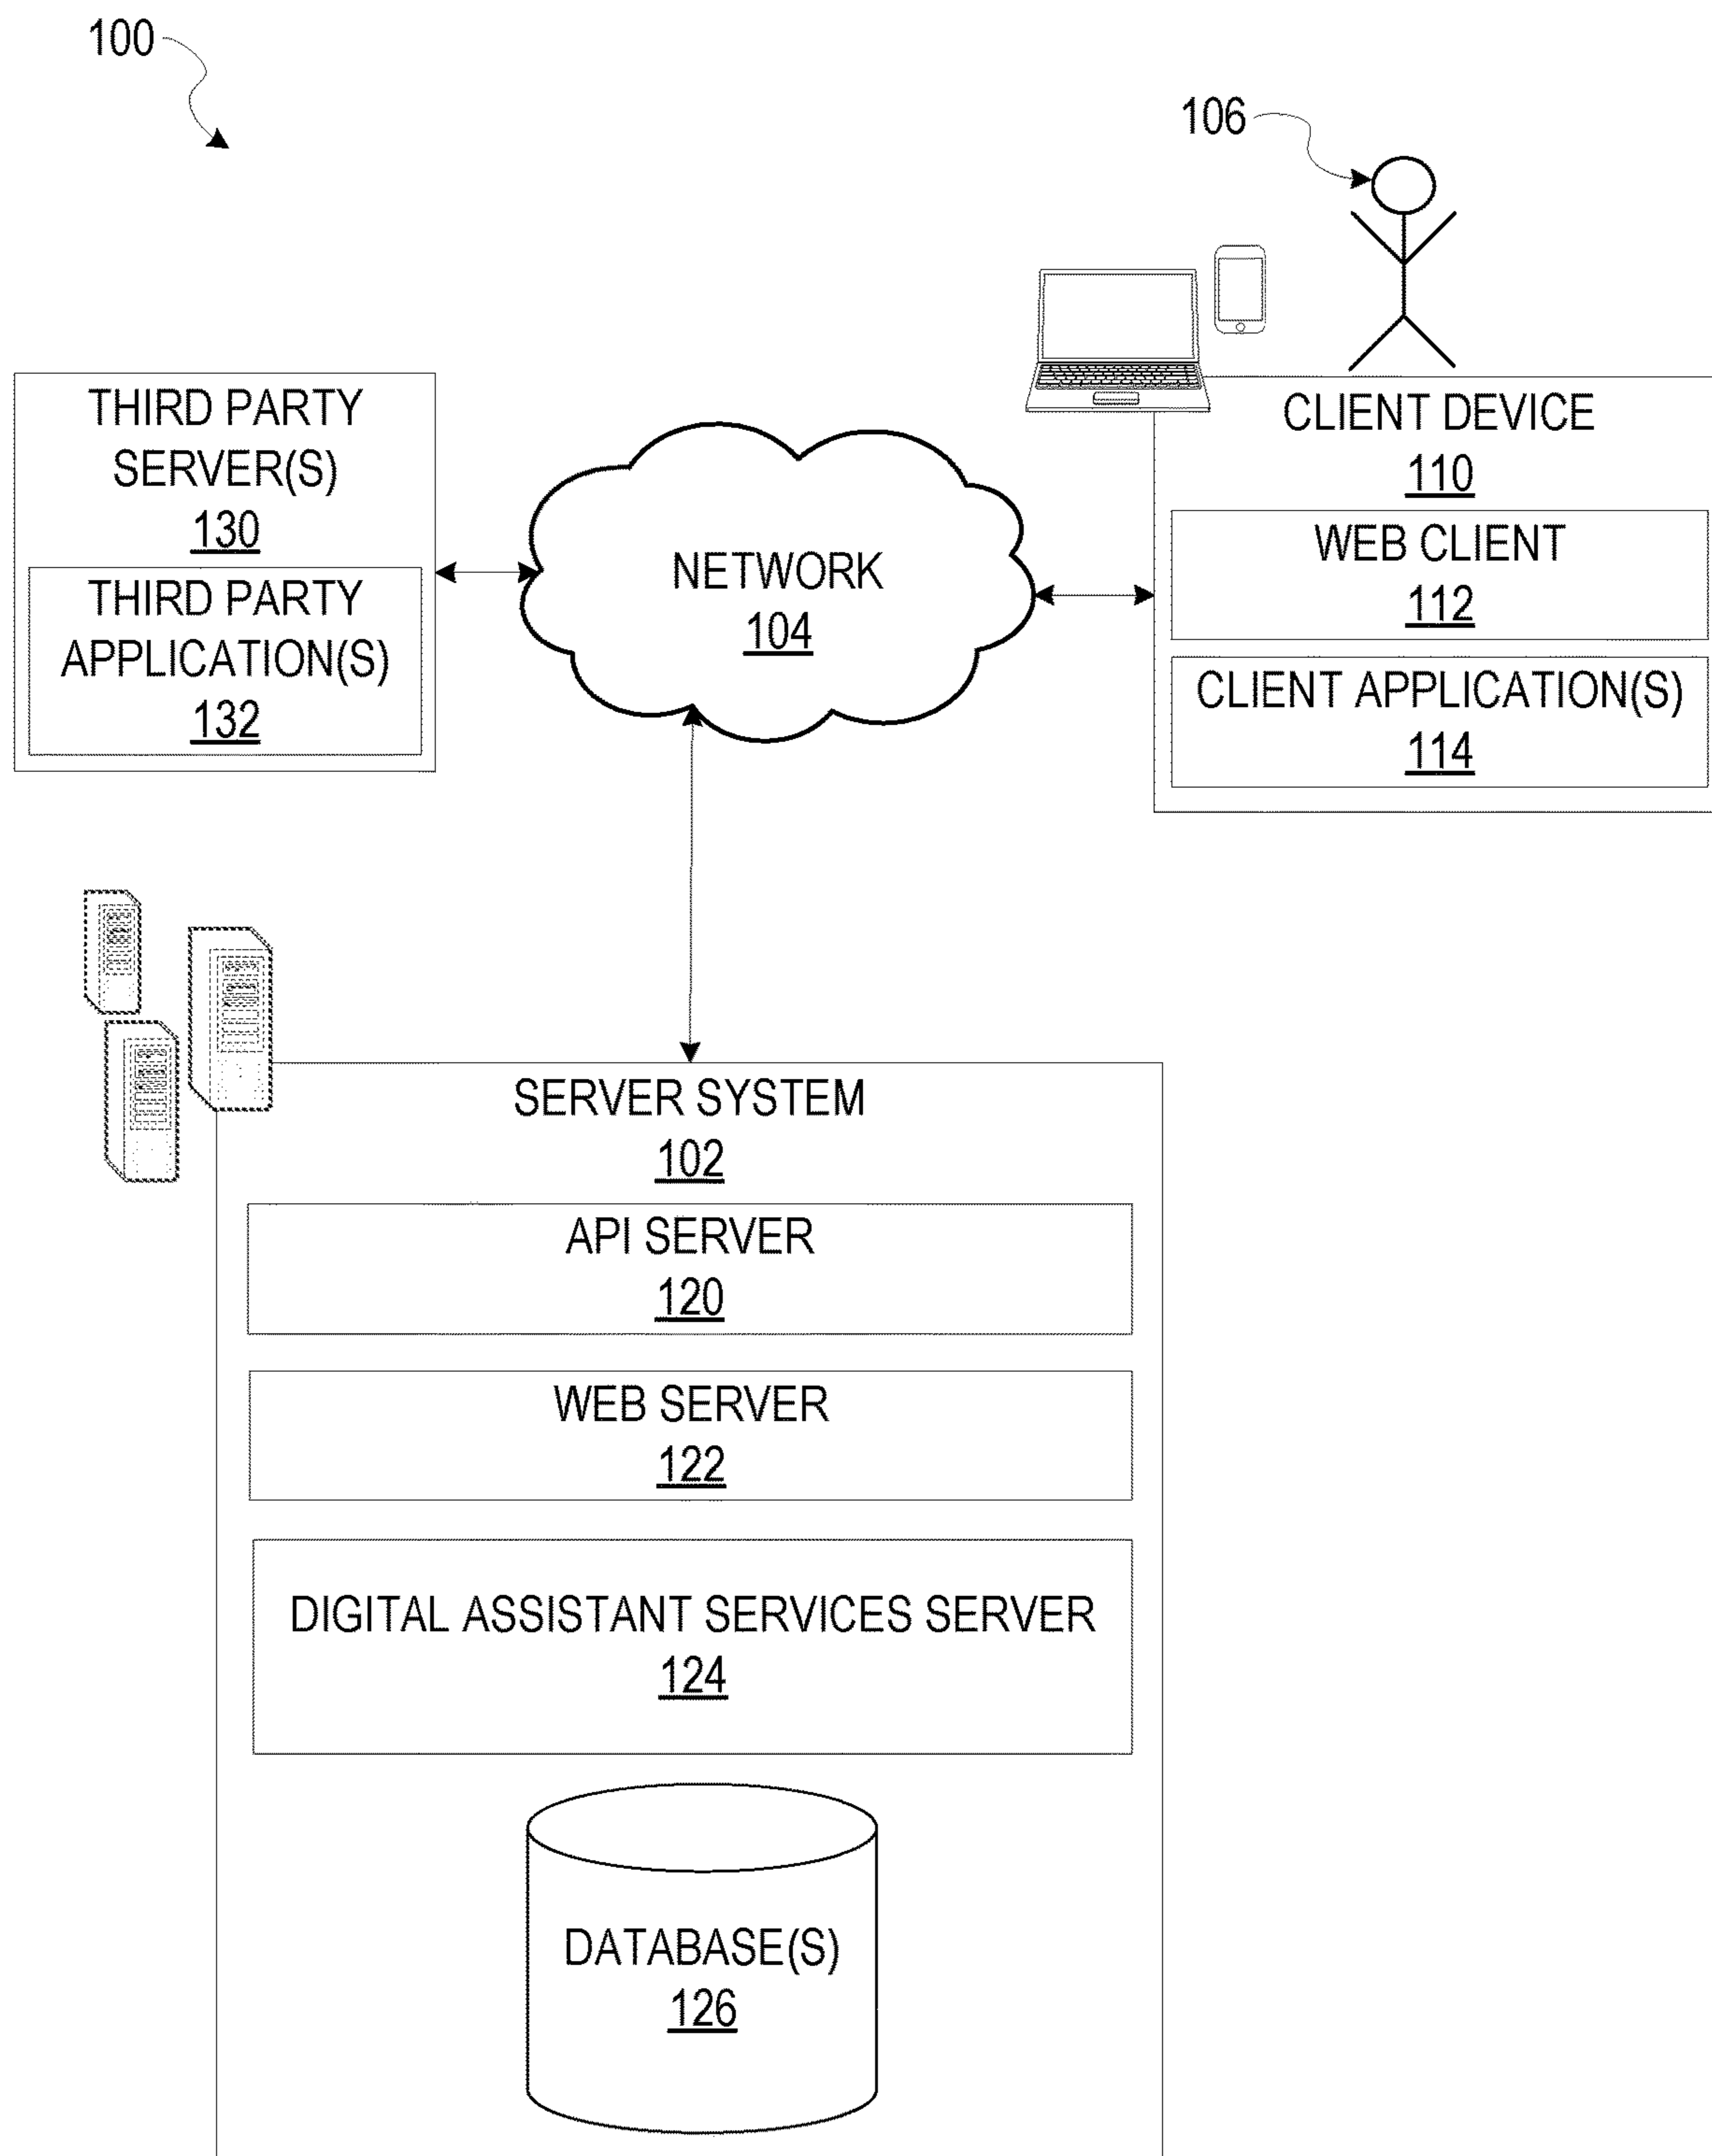 100
106
THIRD PARTY
SERVER(S)
130
THIRD PARTY
APPLICATION(S)
132
NETWORK
104
CLIENT DEVICE
110
WEB CLIENT
112
CLIENT APPLICATION(S)
114
SERVER SYSTEM
102
API SERVER
120
WEB SERVER
122
DIGITAL ASSISTANT SERVICES SERVER
124
DATABASE(S)
126